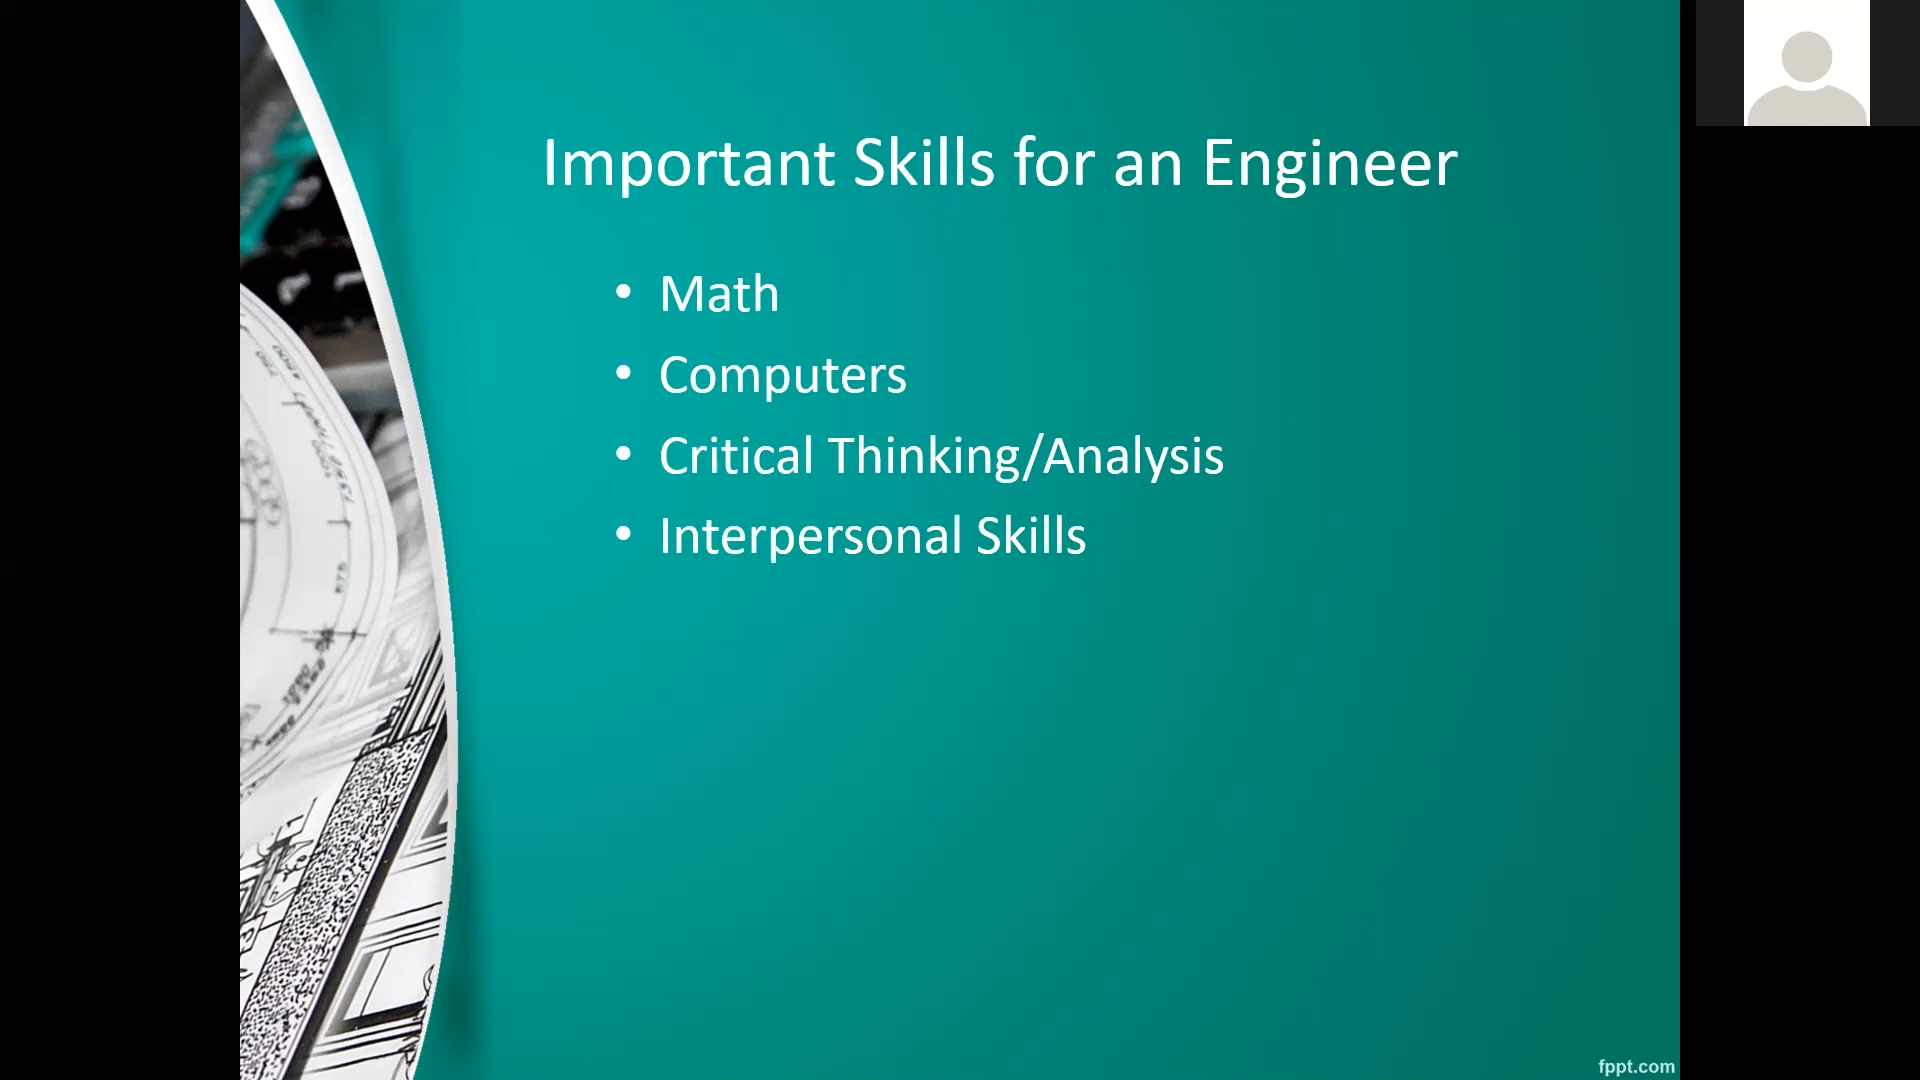 Important Skills for an Engineer
• Math
• Computers
• Critical Thinking/Analysis
• Interpersonal Skills
fppt.com